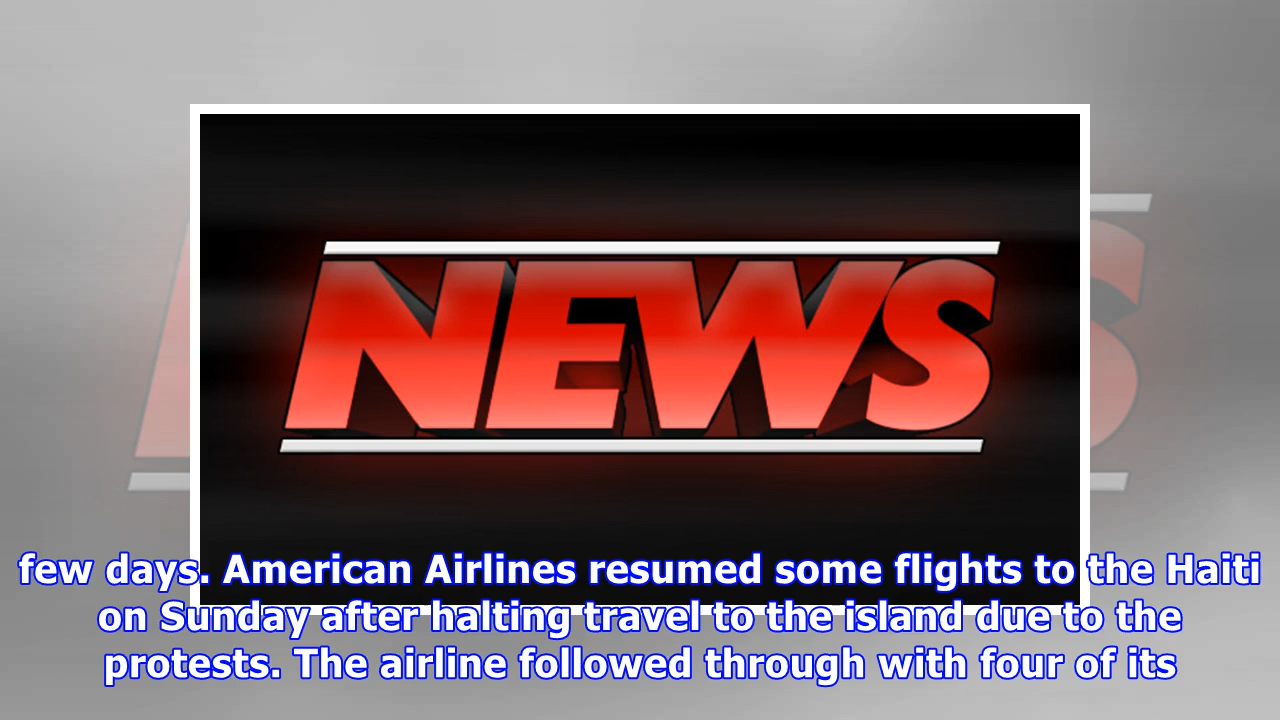 NEWS
few days. American Airlines resumed some flights to the Haiti
on Sunday after halting travel to the island due to the
protests. The airline followed through with four of its